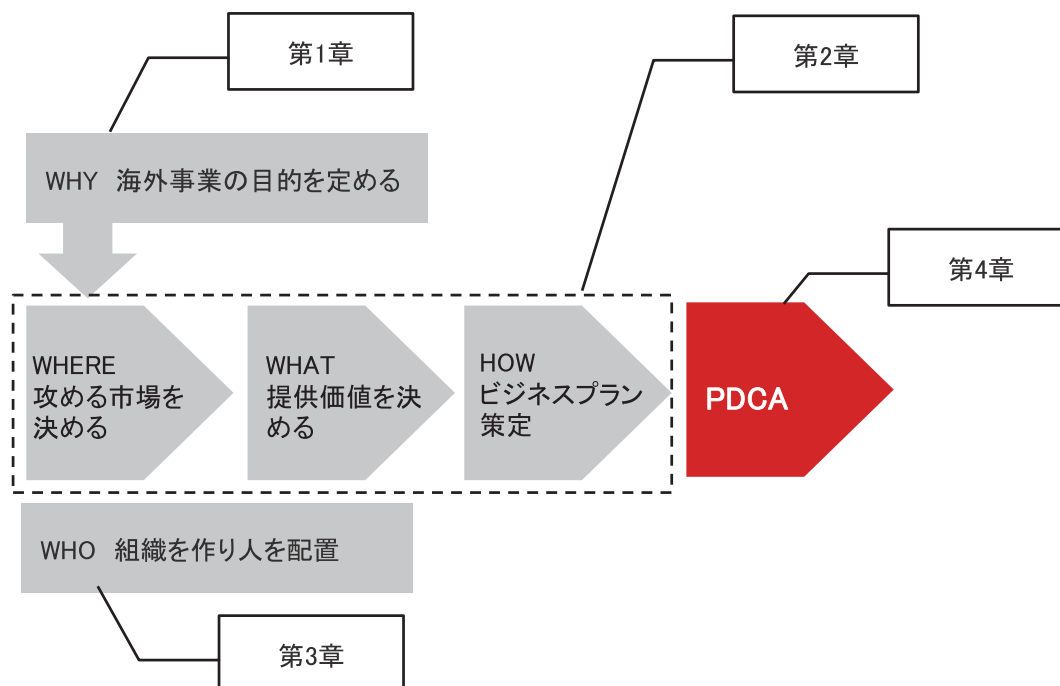 第1章
第2章
WHY 海外事業の目的を定める
第4章
WHERE
攻める市場を
決める
WHAT
提供価値を決
める
HOW
ビジネスプラン
策定
PDCA
WHO 組織を作り人を配置
第3章